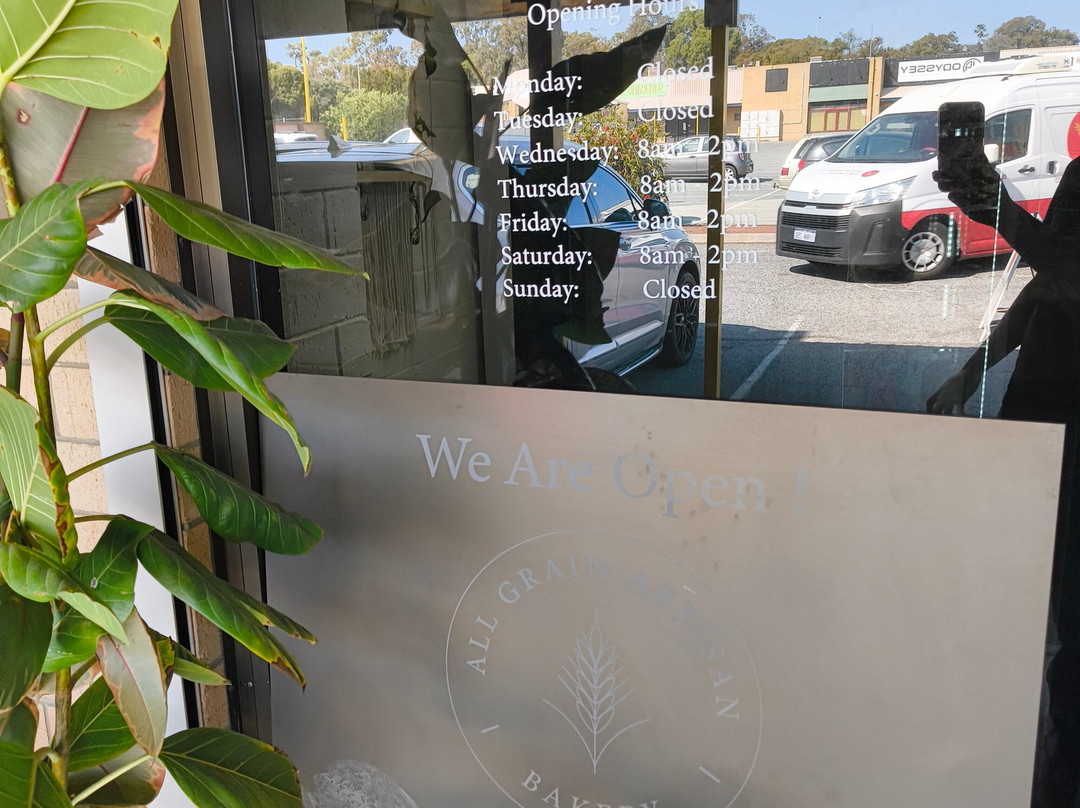 Opening Hours
Monday: Closed
Tuesday: Closed
Wednesday: 8am - 2pm
Thursday: 8am - 2pm
Friday: 8am - 2pm
Saturday: 8am - 2pm
Sunday: Closed
ODYSSEY
We Are Open !
ALL GRAIN ARTISAN
BAKERY